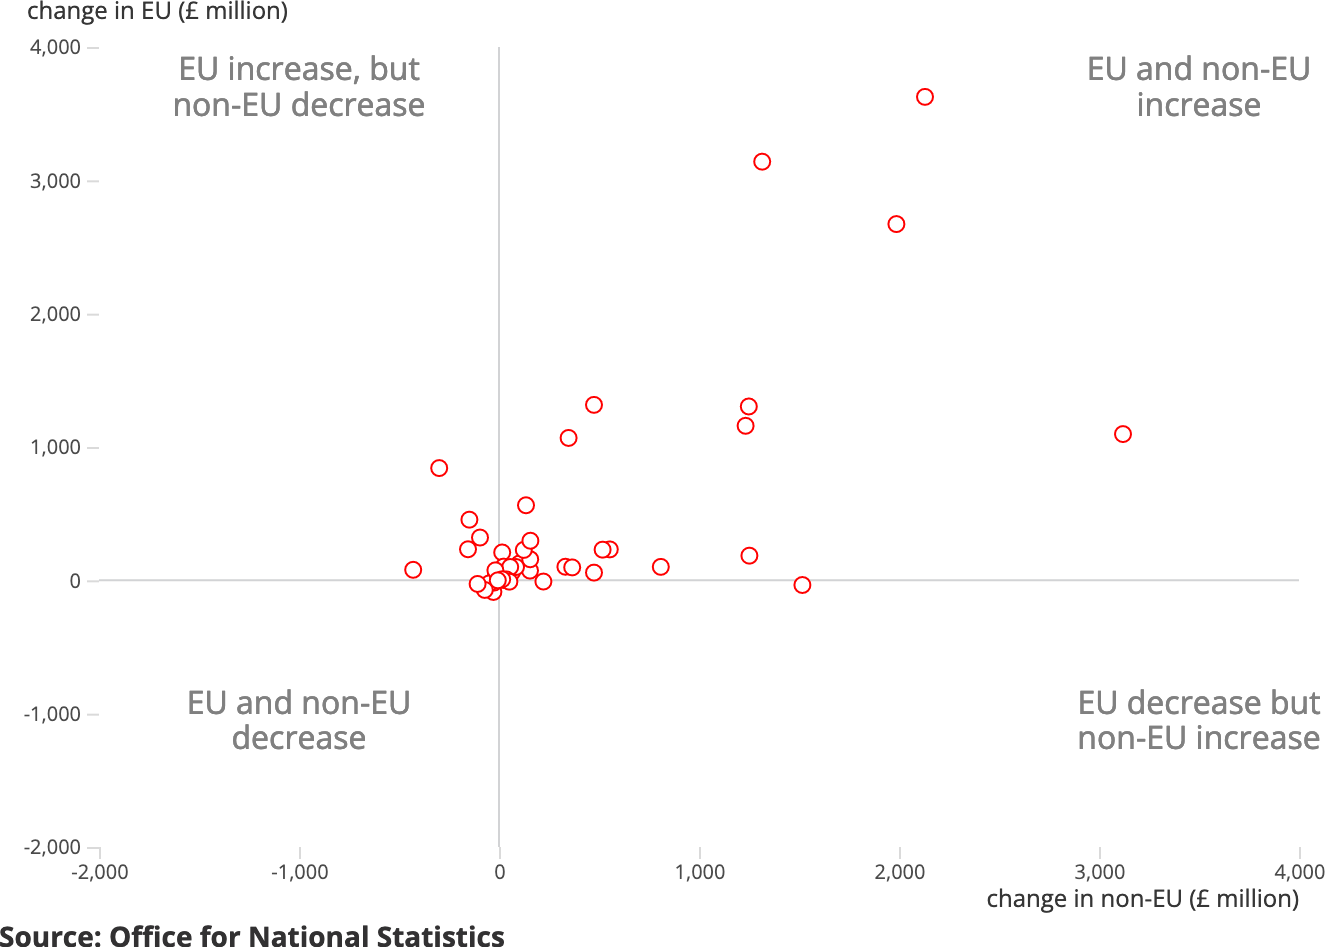 change in EU (£ million)
4,000
EU increase, but
non-EU decrease
EU and non-EU
increase
3,000
2,000
1,000
0
-1,000
EU and non-EU
decrease
EU decrease but
non-EU increase
-2,000
-2,000 -1,000 0 1,000 2,000 3,000 4,000
change in non-EU (£ million)
Source: Office for National Statistics